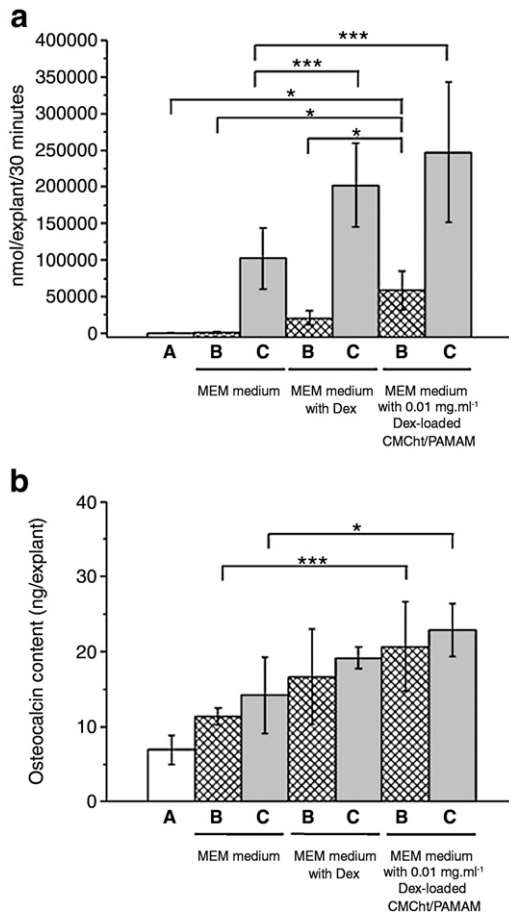 a
nmol/explant/30 minutes
400000
350000
300000
250000
200000
150000
100000
50000
0
***
***
*
*
*
A B C B C B C
MEM medium
MEM medium
with Dex
MEM medium
with 0.01 mg.ml⁻¹
Dex-loaded
CMCht/PAMAM
b
Osteocalcin content (ng/explant)
40
30
20
10
0
*
***
A B C B C B C
MEM medium
MEM medium
with Dex
MEM medium
with 0.01 mg.ml⁻¹
Dex-loaded
CMCht/PAMAM